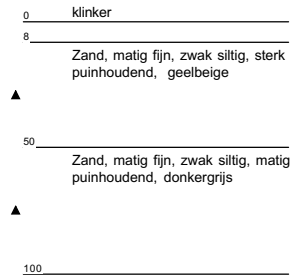 0 klinker
8
Zand, matig fijn, zwak siltig, sterk
puinhoudend, geelbeige
50
Zand, matig fijn, zwak siltig, matig
puinhoudend, donkergrijs
100